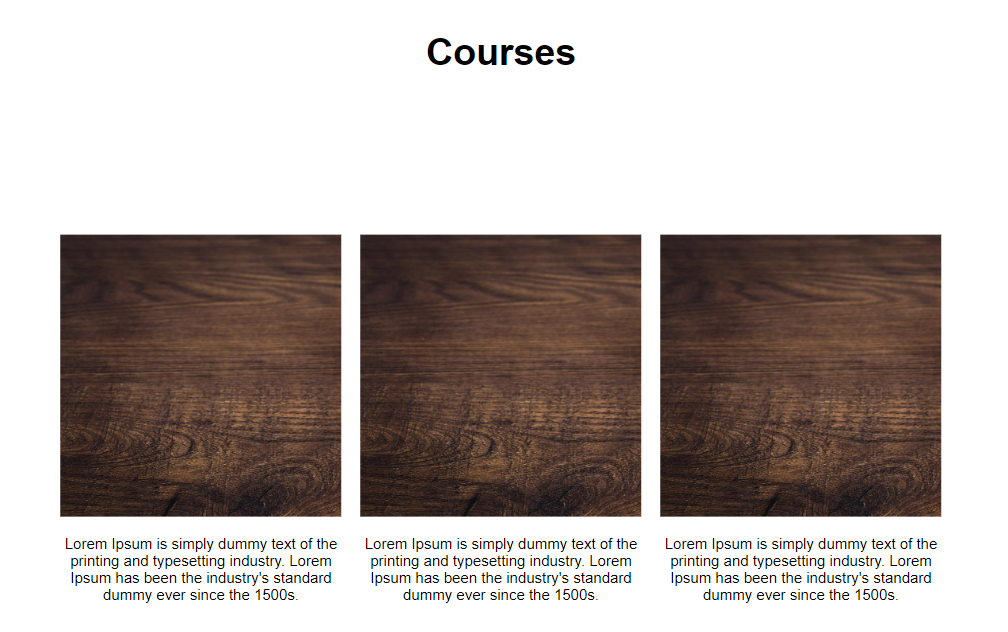 Courses
Lorem Ipsum is simply dummy text of the
printing and typesetting industry. Lorem
Ipsum has been the industry's standard
dummy ever since the 1500s.
Lorem Ipsum is simply dummy text of the
printing and typesetting industry. Lorem
Ipsum has been the industry's standard
dummy ever since the 1500s.
Lorem Ipsum is simply dummy text of the
printing and typesetting industry. Lorem
Ipsum has been the industry's standard
dummy ever since the 1500s.